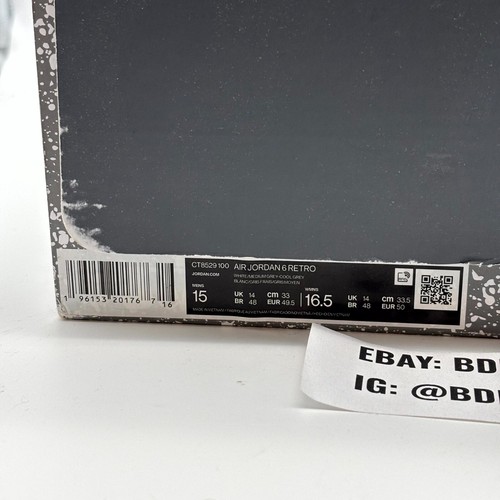 CT8529 100 AIR JORDAN 6 RETRO
JORDAN.COM
WHITE/MEDIUM GREY-COOL GREY
MENS
15
UK 14
BR 48
CM 33
EUR 49.5
WMNS
16.5
UK 14
BR 48
CM 33.5
EUR 50
1 96153 20176 7 16
EBAY: BD
IG: @BD